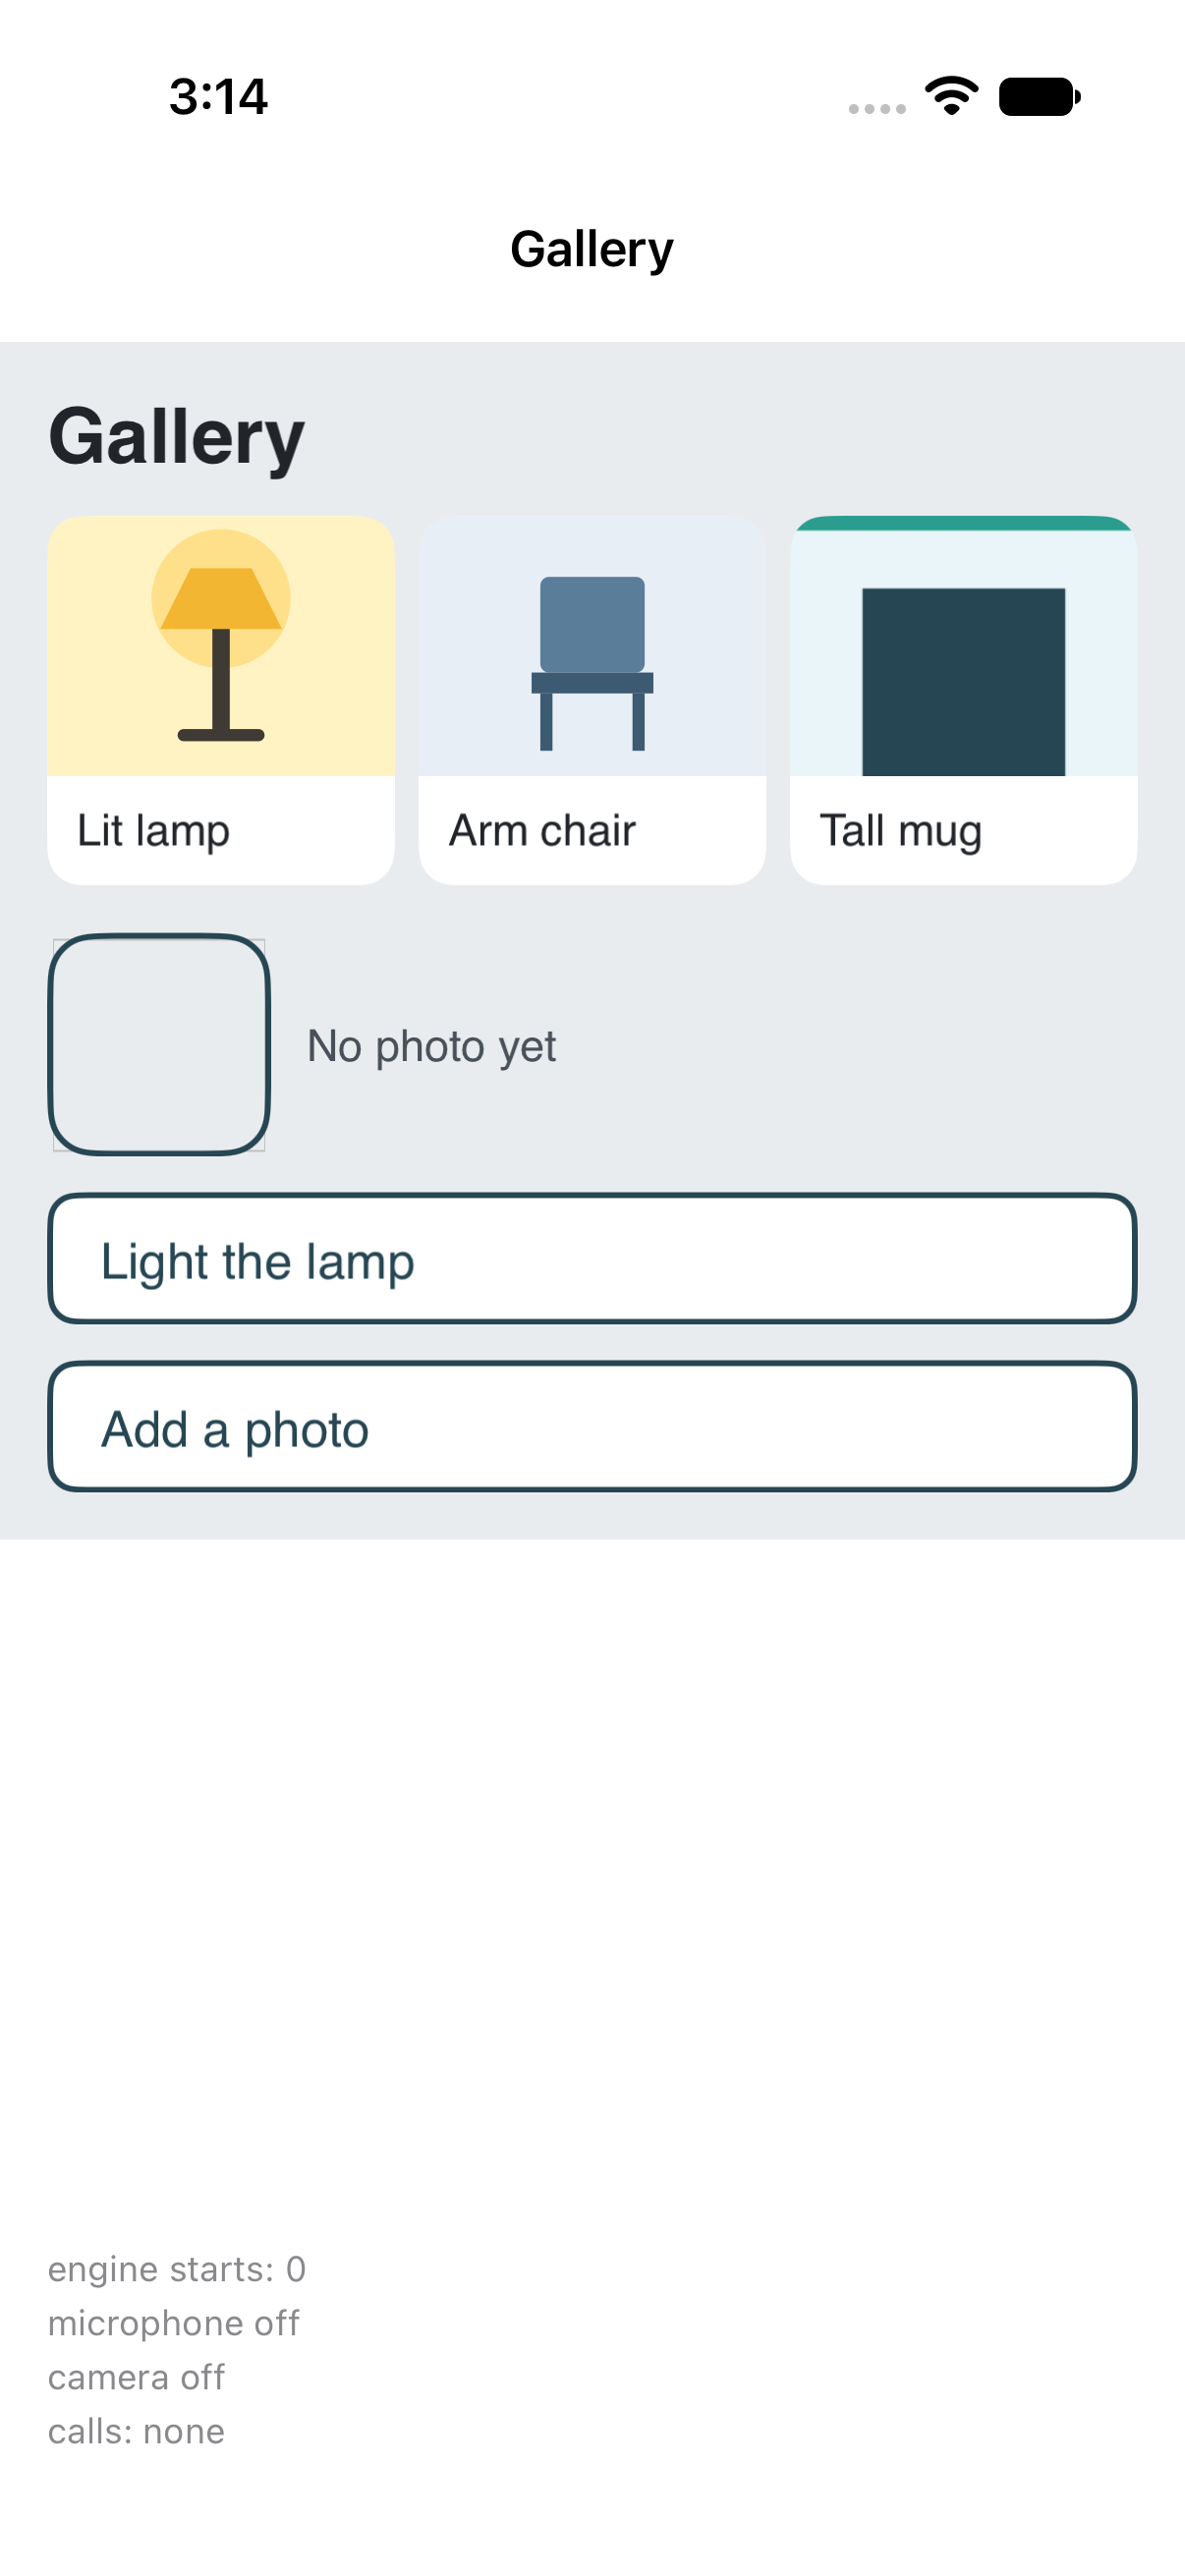 3:14
Gallery
Gallery
Lit lamp
Arm chair
Tall mug
No photo yet
Light the lamp
Add a photo
engine starts: 0
microphone off
camera off
calls: none